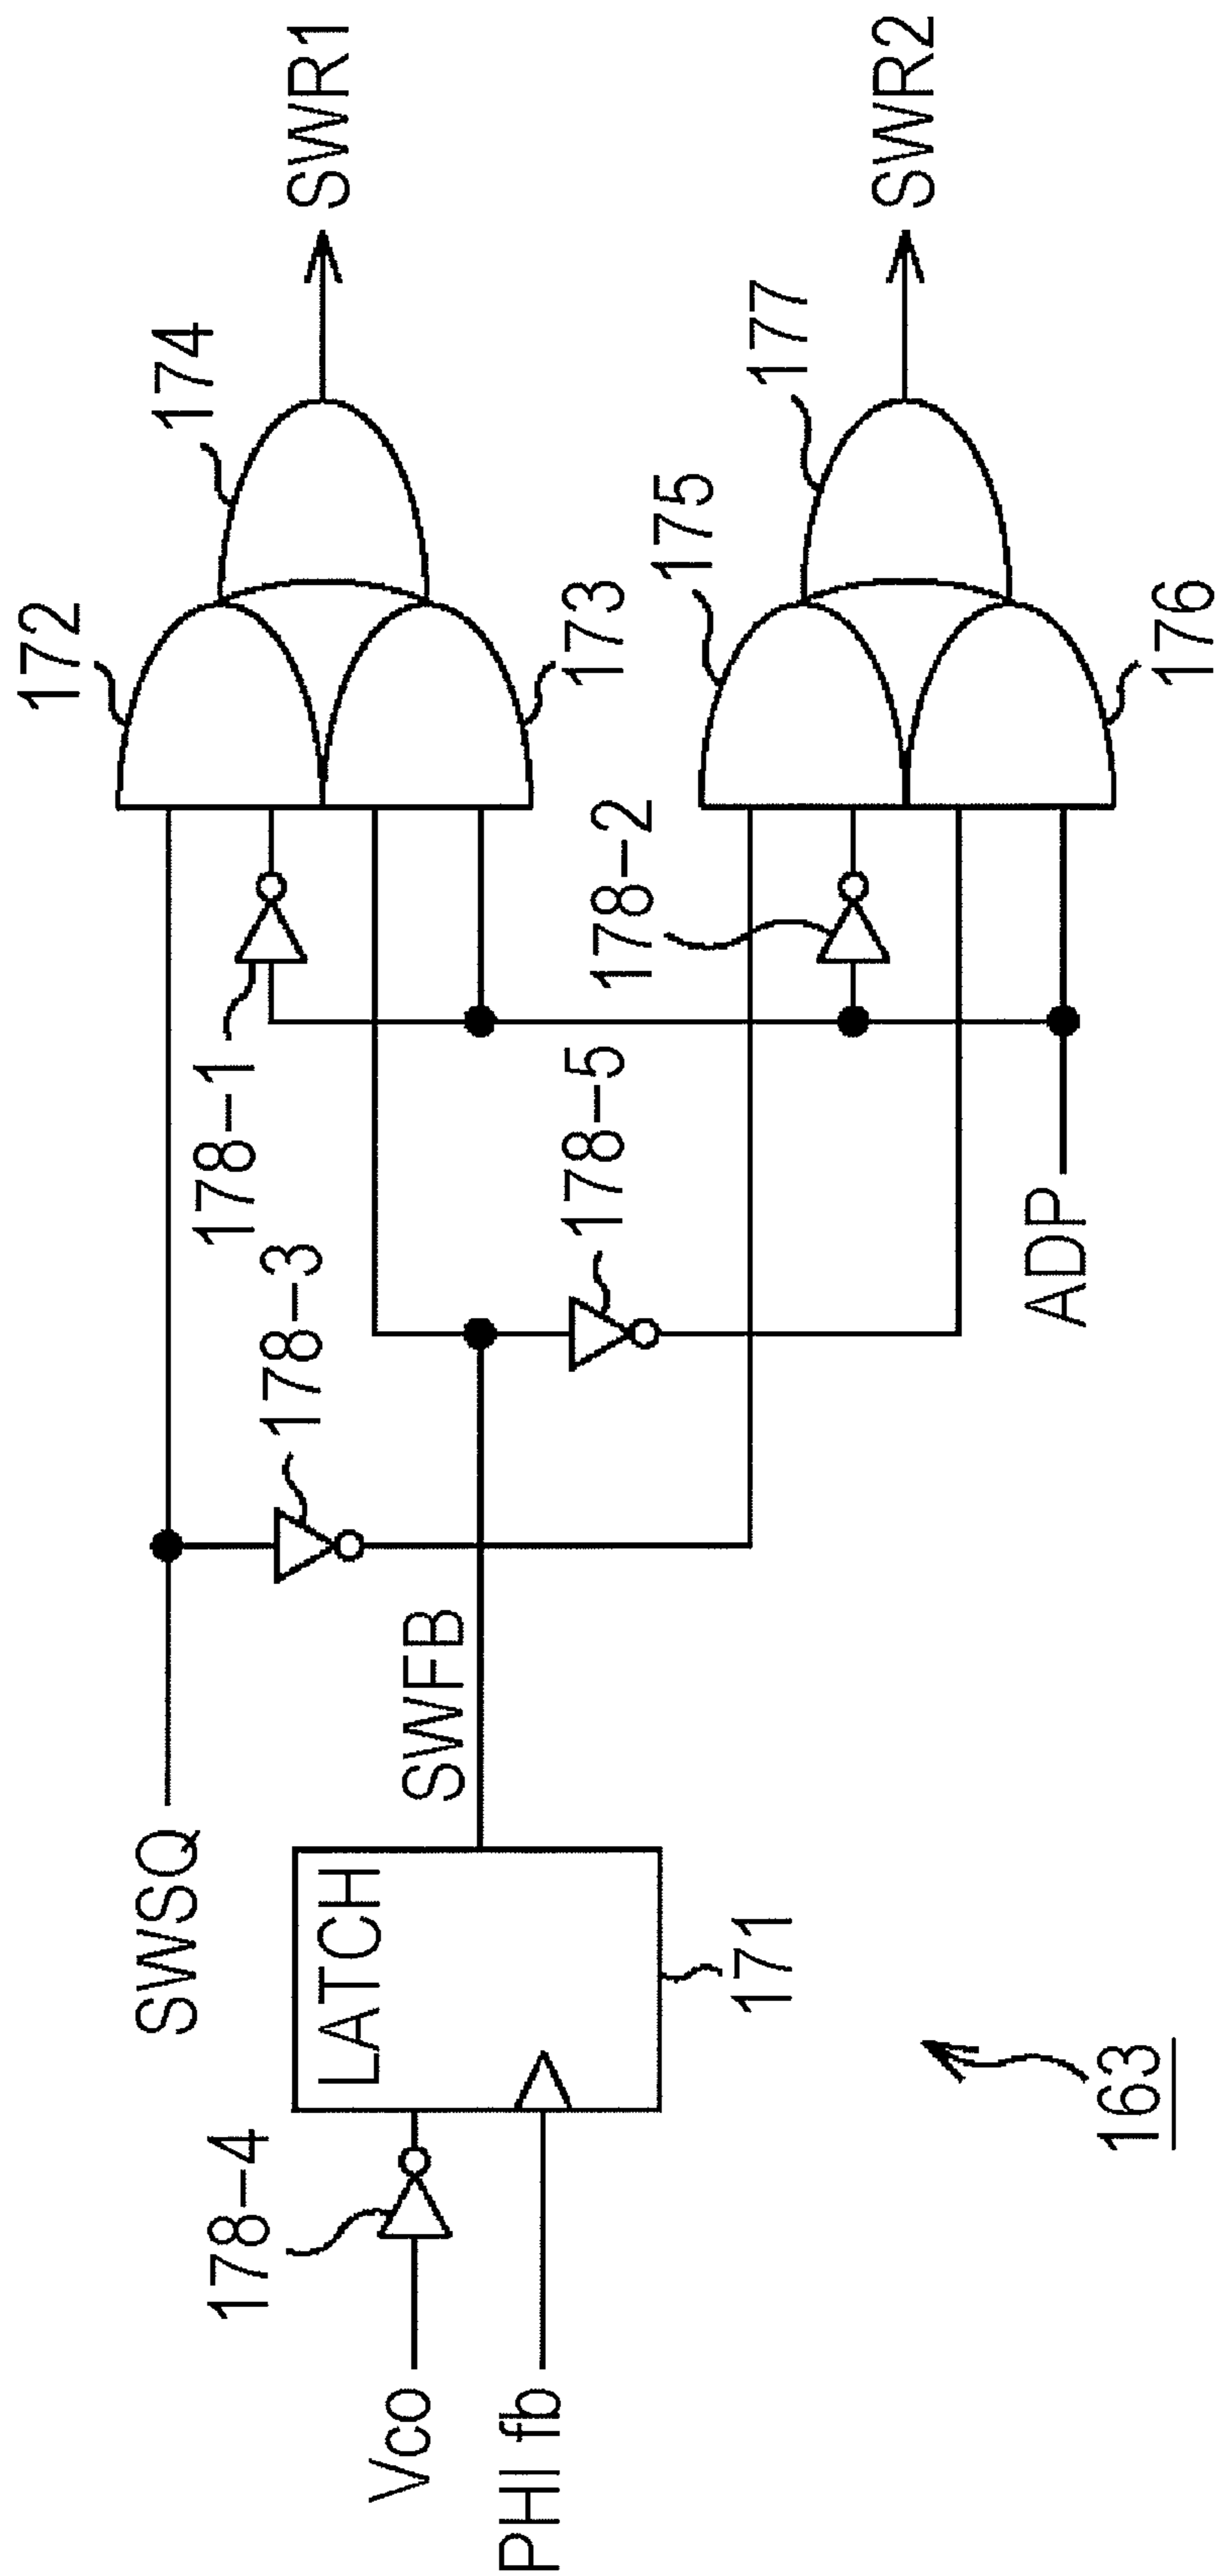 SWR1
SWR2
174
177
172
175
173
176
178-2
178-1
178-5
178-3
ADP
SWFB
SWSQ
LATCH
171
178-4
163
Vco
PHI fb